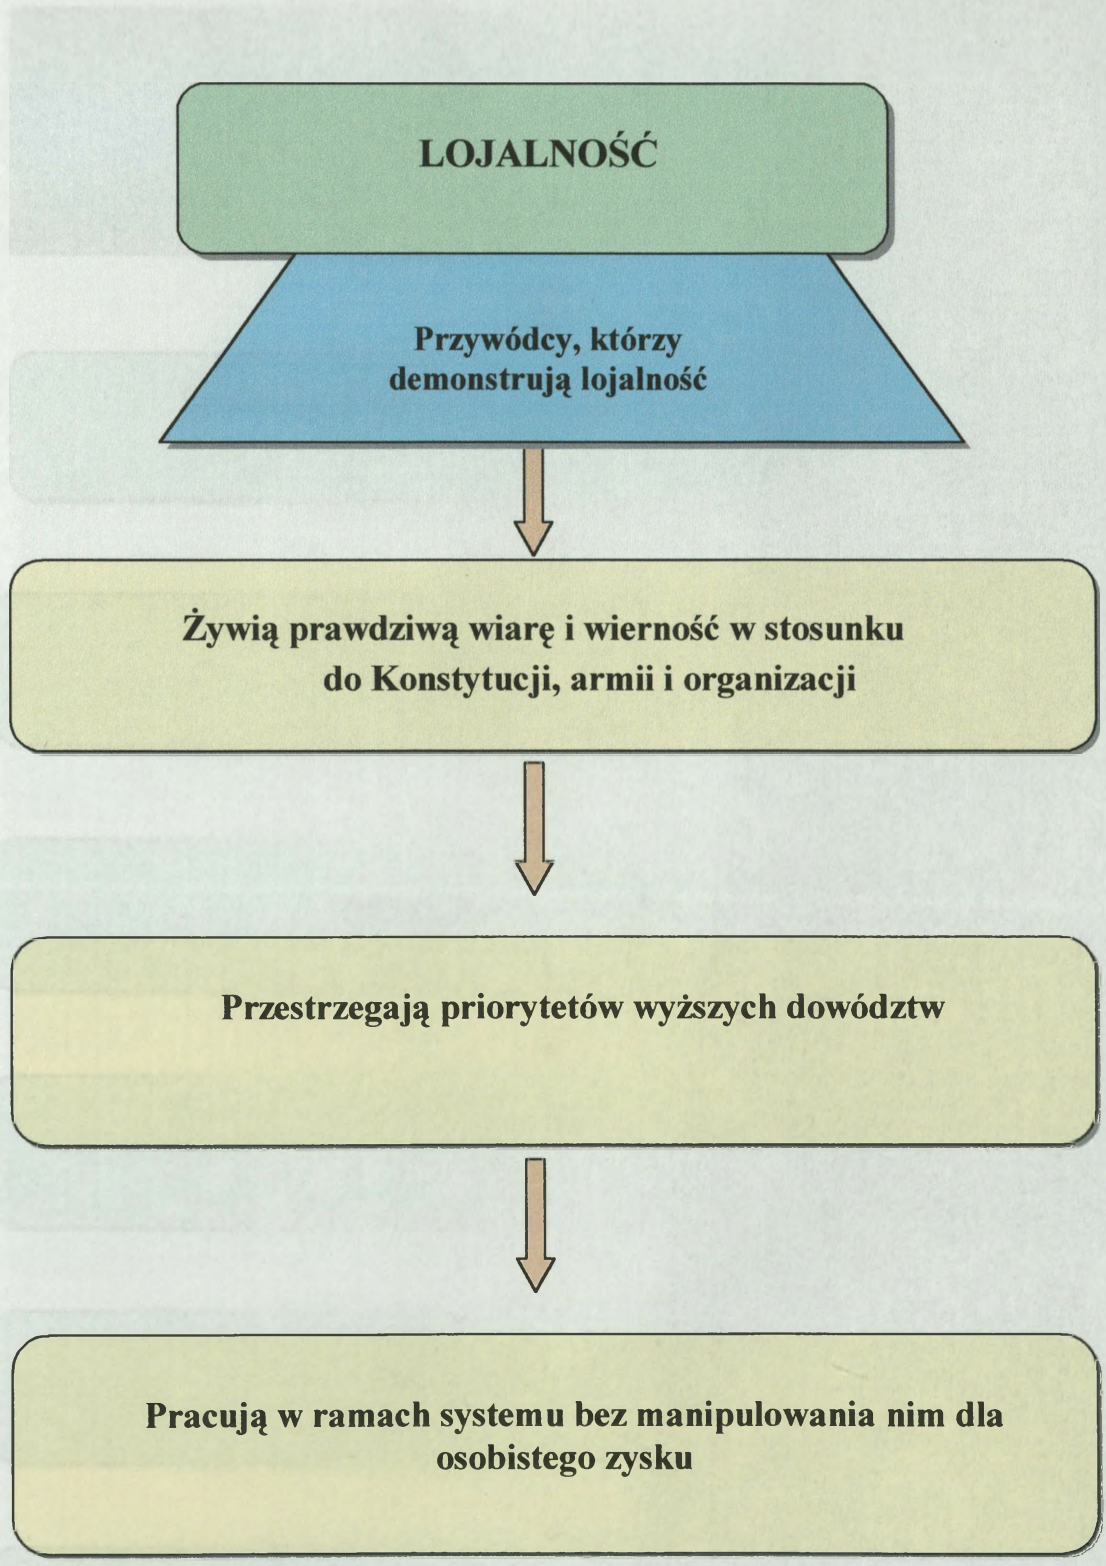 LOJALNOŚĆ
Przywódcy, którzy
demonstrują lojalność
Żywią prawdziwą wiarę i wierność w stosunku
do Konstytucji, armii i organizacji
Przestrzegają priorytetów wyższych dowództw
Pracują w ramach systemu bez manipulowania nim dla
osobistego zysku